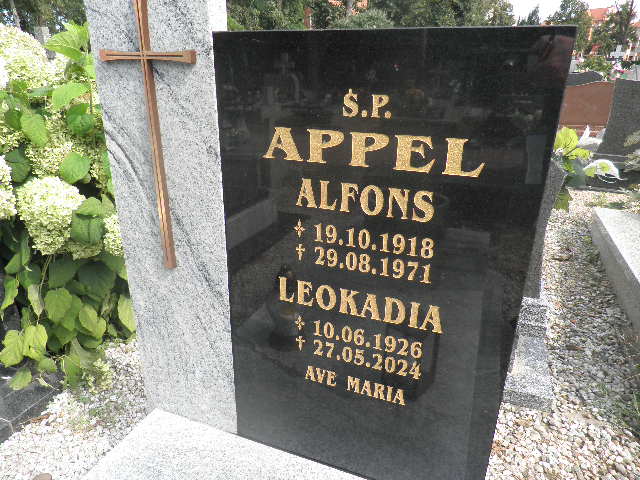 Ś.P.
APPEL
ALFONS
19.10.1918
† 29.08.1971
LEOKADIA
10.06.1926
† 27.05.2024
AVE MARIA